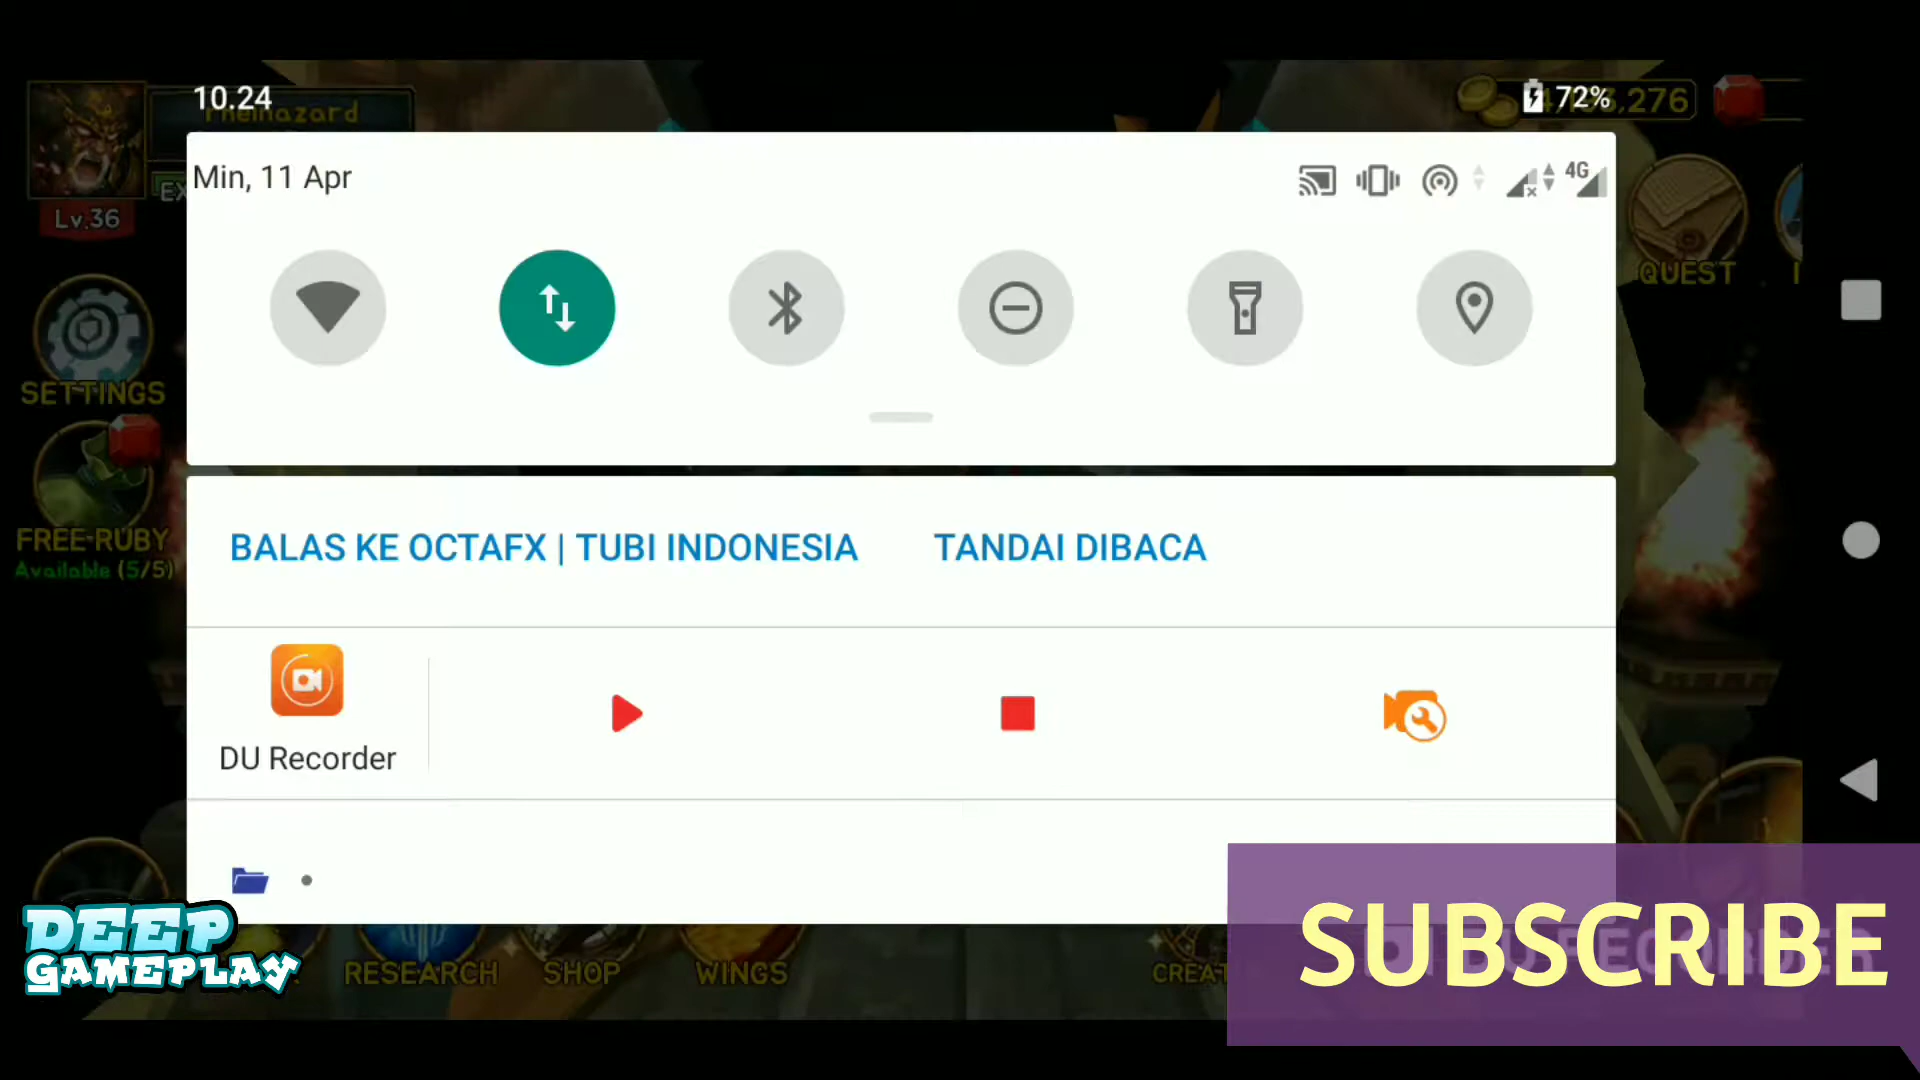 10.24
72%
Min, 11 Apr
4G
Lv.36
SETTINGS
FREE-RUBY
Available (5/5)
QUEST
BALAS KE OCTAFX | TUBI INDONESIA
TANDAI DIBACA
DU Recorder
DEEP
GAMEPLAY
RESEARCH
SHOP
WINGS
SUBSCRIBE